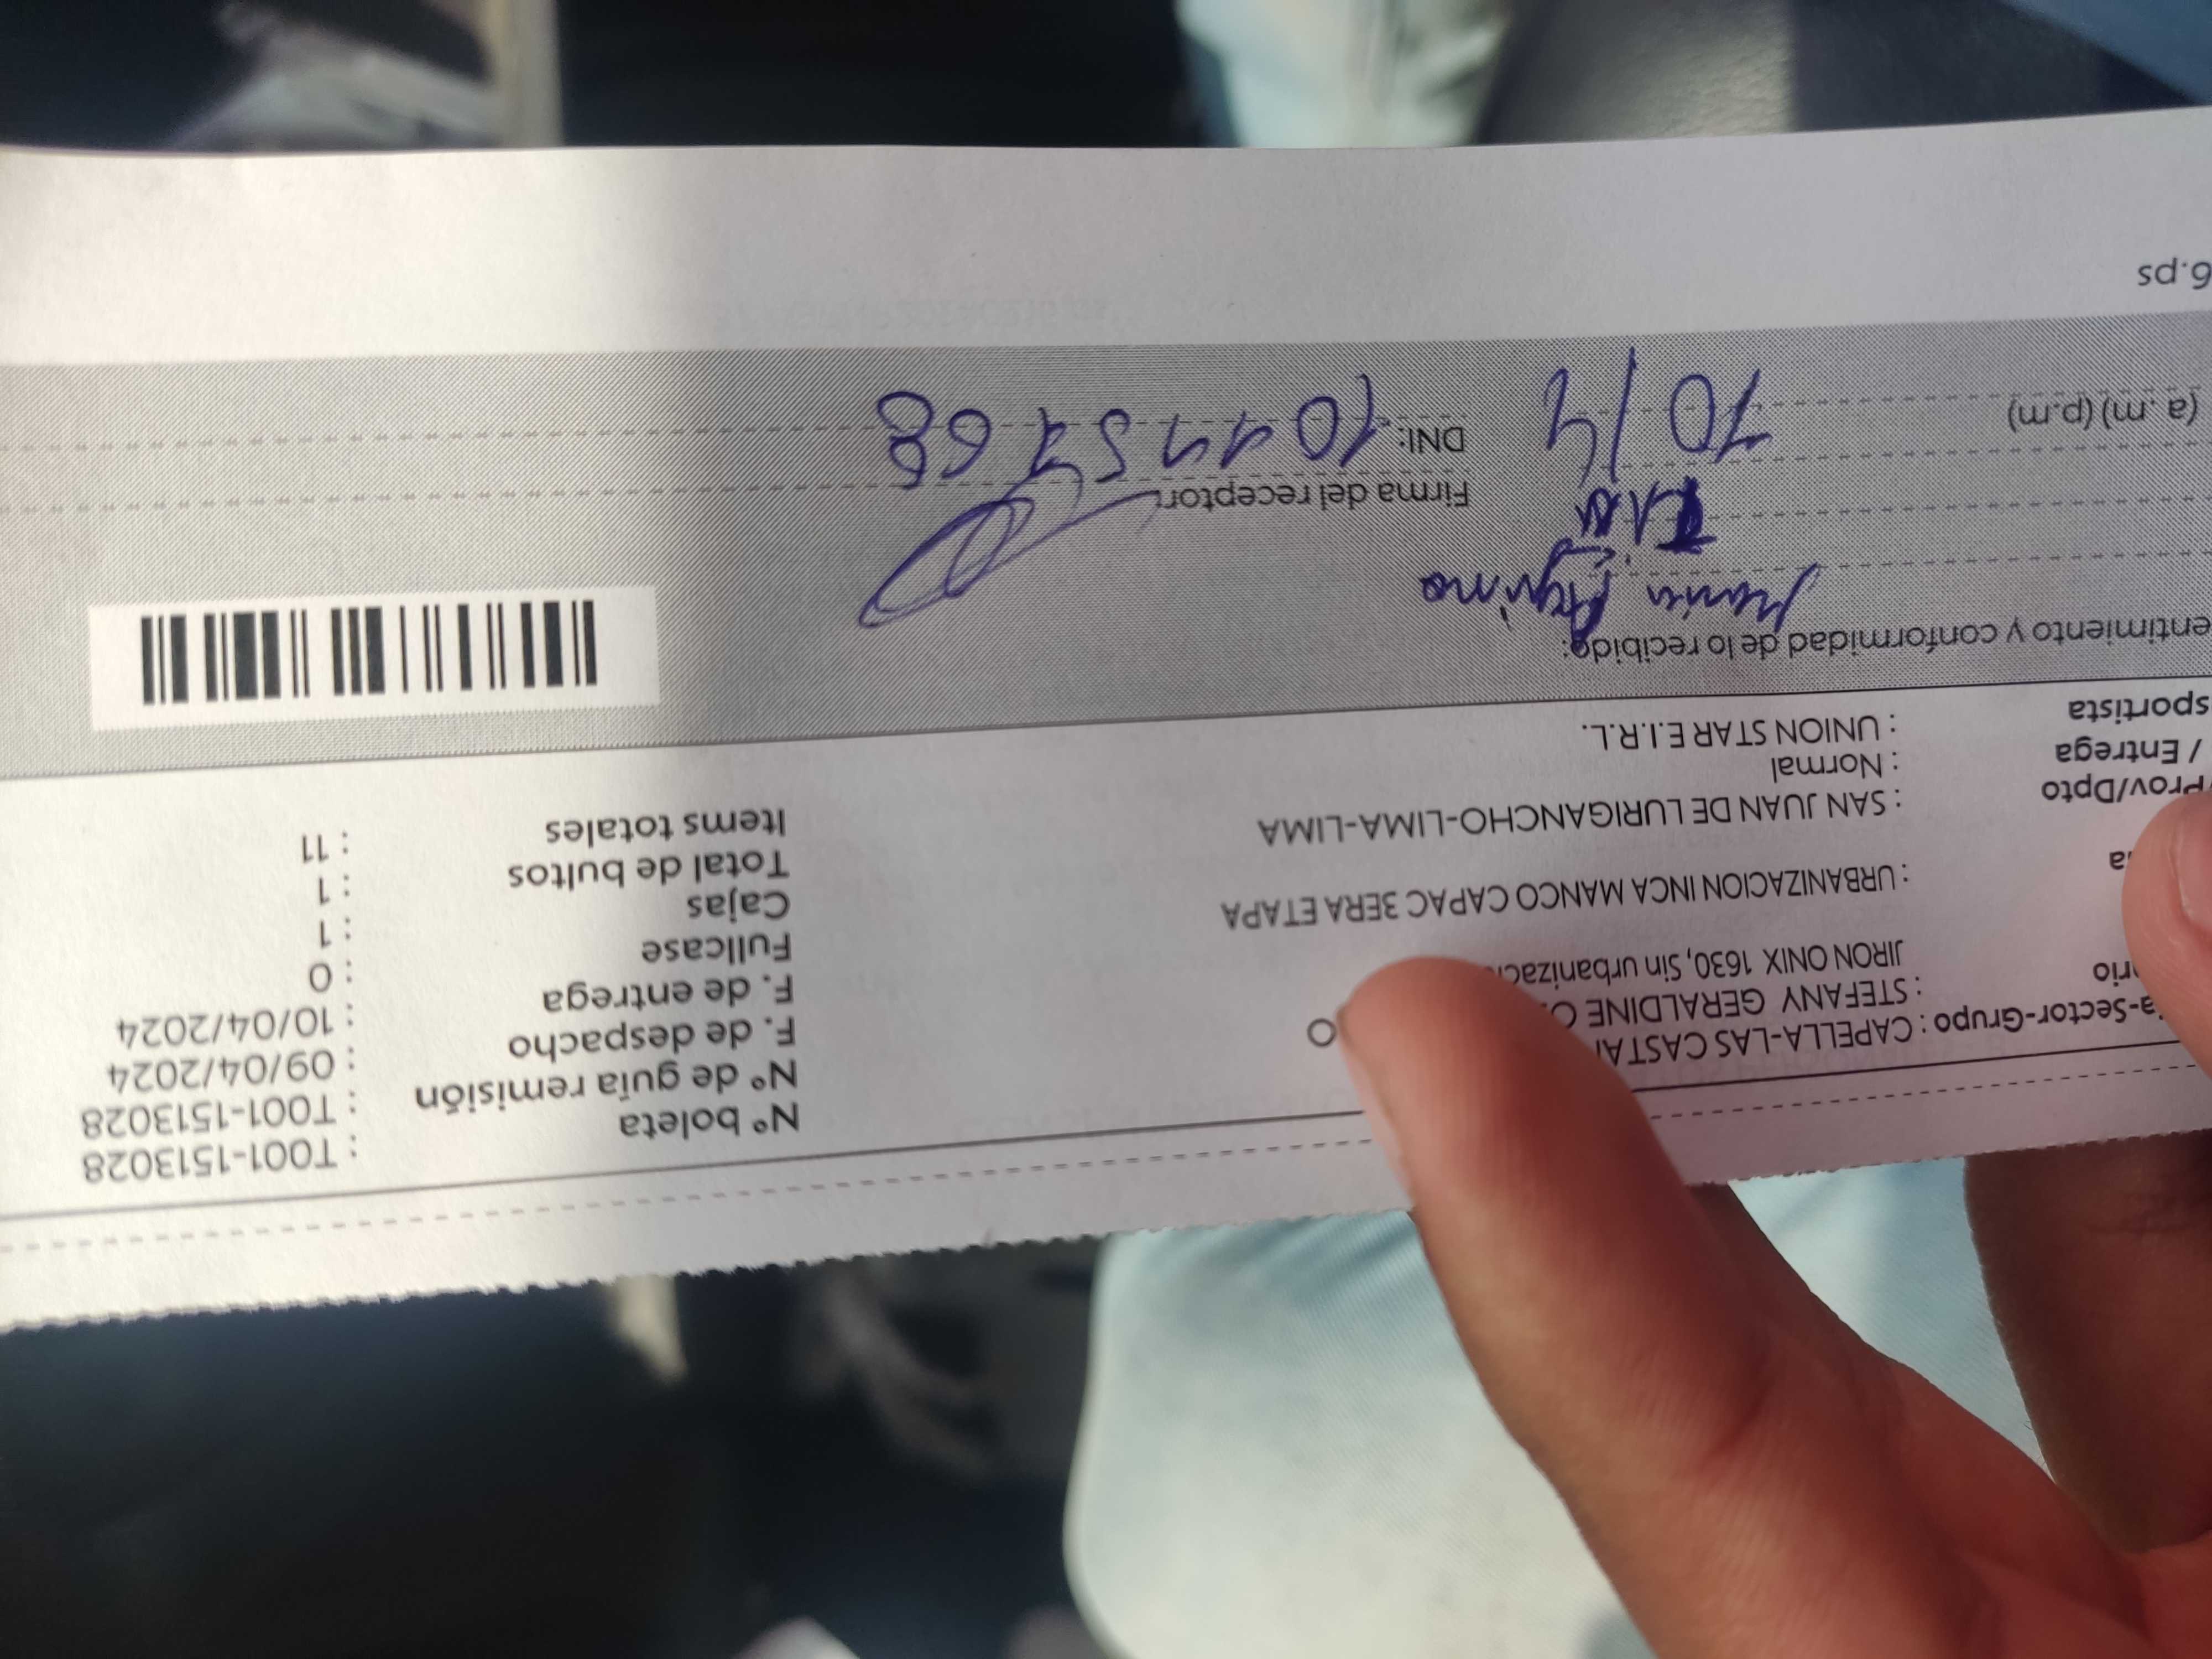 a-Sector-Grupo : CAPELLA-LAS CASTA O
rio : STEFANY GERALDINE
JIRON ONIX 1630, Sin urbanizac
: URBANIZACION INCA MANCO CAPAC 3ERA ETAPA
Prov/Dpto : SAN JUAN DE LURIGANCHO-LIMA-LIMA
/ Entrega : Normal
sportista : UNION STAR E.I.R.L.
Nº boleta : T001-1513028
Nº de guía remisión : T001-1513028
F. de despacho : 09/04/2024
F. de entrega : 10/04/2024
Fullcase : 0
Cajas : 1
Total de bultos : 1
Items totales : 11
entimiento y conformidad de lo recibido:
María
Firma del receptor:
(a .m) (p.m) 10/4 DNI:
6.ps